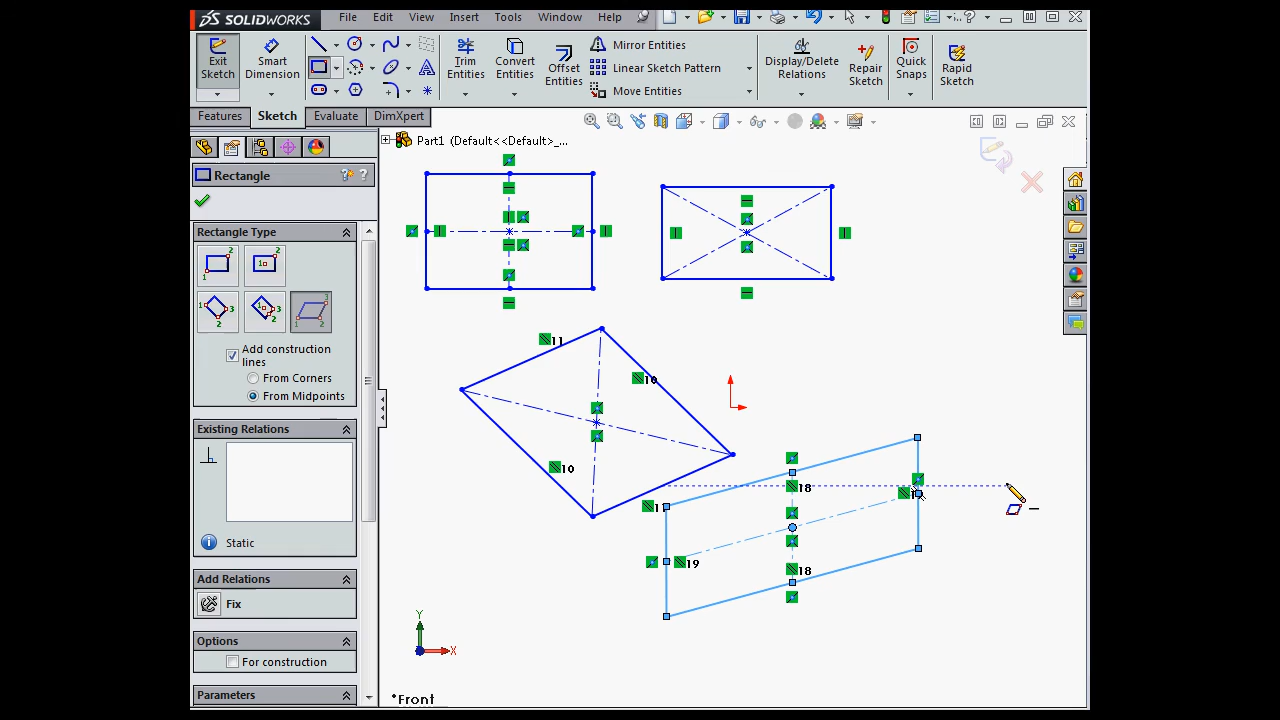 SOLIDWORKS File Edit View Insert Tools Window Help
Exit Sketch
Smart Dimension
Trim Entities
Convert Entities
Offset Entities
Mirror Entities
Linear Sketch Pattern
Move Entities
Display/Delete Relations
Repair Sketch
Quick Snaps
Rapid Sketch
Features Sketch Evaluate DimXpert
Part1 (Default<<Default>_...
Rectangle
Rectangle Type
Add construction lines
From Corners
From Midpoints
Existing Relations
Static
Add Relations
Fix
Options
For construction
Parameters
11
10
10
11
18
19
18
Y
X
*Front